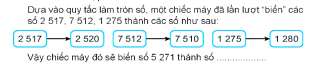 Dựa vào quy tắc làm tròn số, một chiếc máy đã lần lượt “biến” các
số 2 517, 7 512, 1 275 thành các số như sau:
2 517 → 2 520 7 512 → 7 510 1 275 → 1 280
Vậy chiếc máy đó sẽ biến số 5 271 thành số ..................